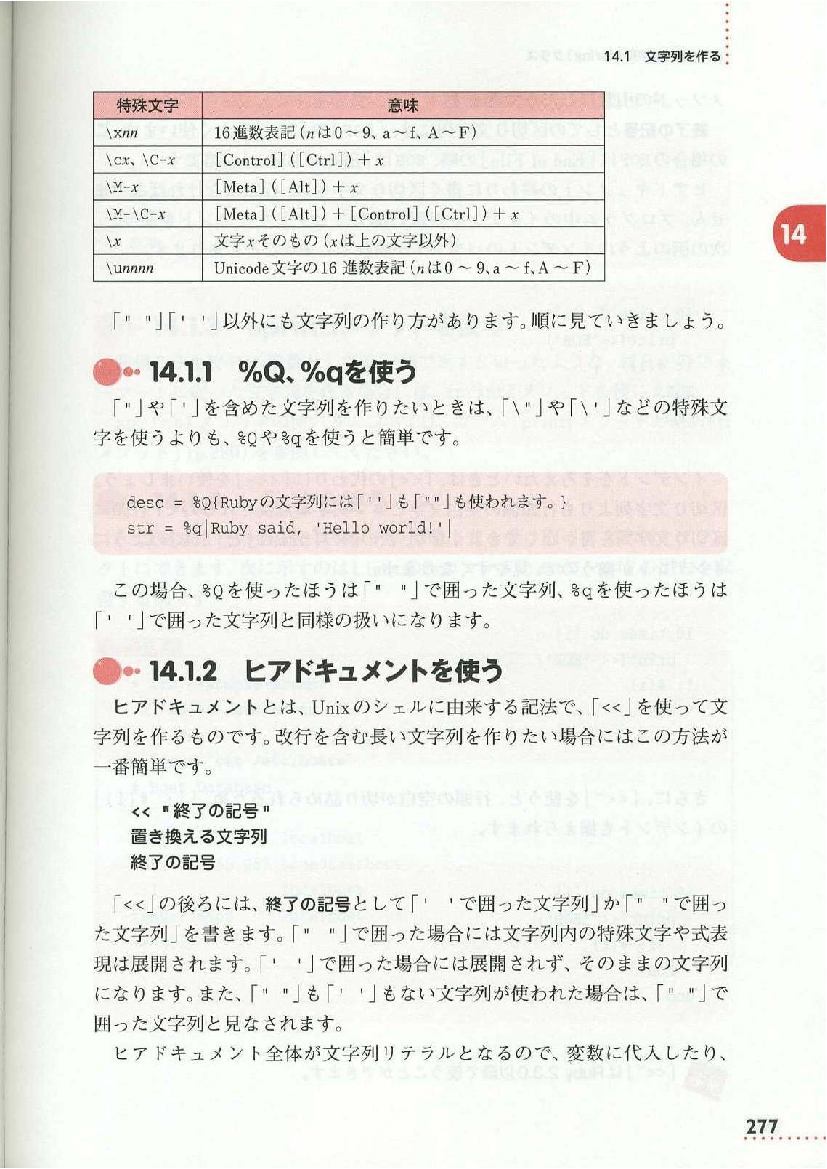 14.1 文字列を作る
特殊文字 意味
\xnn 16進数表記 (nは0～9、a～f、A～F)
\cx, \C-x [Control] ([Ctrl]) + x
\M-x [Meta] ([Alt]) + x
\M-\C-x [Meta] ([Alt]) + [Control] ([Ctrl]) + x
\x 文字xそのもの (xは上の文字以外)
\unnnn Unicode文字の16 進数表記 (nは0 ～ 9、a ～ f、A ～ F)
14
「" "」「' '」以外にも文字列の作り方があります。順に見ていきましょう。
14.1.1 %Q、%qを使う
「"」や「'」を含めた文字列を作りたいときは、「\"」や「\'」などの特殊文
字を使うよりも、%Qや%qを使うと簡単です。
desc = %Q{Rubyの文字列には「''」も「""」も使われます。}
str = %q|Ruby said, 'Hello world!'|
この場合、%Qを使ったほうは「" "」で囲った文字列、%qを使ったほうは
「' '」で囲った文字列と同様の扱いになります。
14.1.2 ヒアドキュメントを使う
ヒアドキュメントとは、Unixのシェルに由来する記法で、「<<」を使って文
字列を作るものです。改行を含む長い文字列を作りたい場合にはこの方法が
一番簡単です。
<< "終了の記号"
置き換える文字列
終了の記号
「<<」の後ろには、終了の記号として「' 'で囲った文字列」か「" "で囲っ
た文字列」を書きます。「" "」で囲った場合には文字列内の特殊文字や式表
現は展開されます。「' '」で囲った場合には展開されず、そのままの文字列
になります。また、「" "」も「' '」もない文字列が使われた場合は、「" "」で
囲った文字列と見なされます。
ヒアドキュメント全体が文字列リテラルとなるので、変数に代入したり、
277